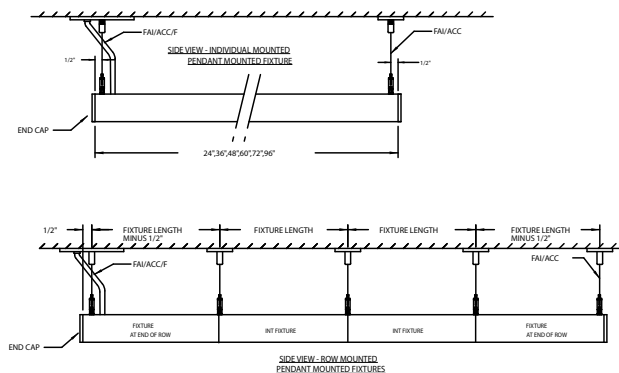 FAI/ACC/F
FAI/ACC
SIDE VIEW - INDIVIDUAL MOUNTED
PENDANT MOUNTED FIXTURE
1/2"
1/2"
END CAP
24",36",48",60",72",96"
1/2"
FIXTURE LENGTH
MINUS 1/2"
FIXTURE LENGTH
FIXTURE LENGTH
FIXTURE LENGTH
MINUS 1/2"
FAI/ACC/F
FAI/ACC
FIXTURE
AT END OF ROW
INT FIXTURE
INT FIXTURE
FIXTURE
AT END OF ROW
END CAP
SIDE VIEW - ROW MOUNTED
PENDANT MOUNTED FIXTURES